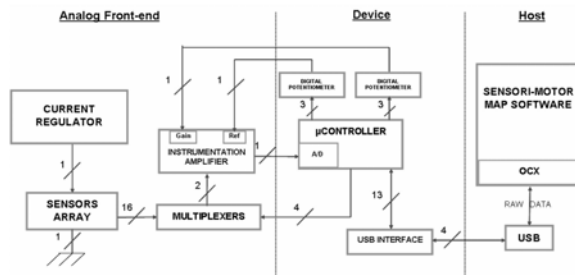 Analog Front-end
Device
Host
1
1
DIGITAL
POTENTIOMETER
DIGITAL
POTENTIOMETER
SENSORI-MOTOR
MAP SOFTWARE
3
3
CURRENT
REGULATOR
µCONTROLLER
Gain
Ref
INSTRUMENTATION
AMPLIFIER
1
A/D
1
OCX
2
13
SENSORS
ARRAY
16
MULTIPLEXERS
4
RAW DATA
1
USB INTERFACE
4
USB